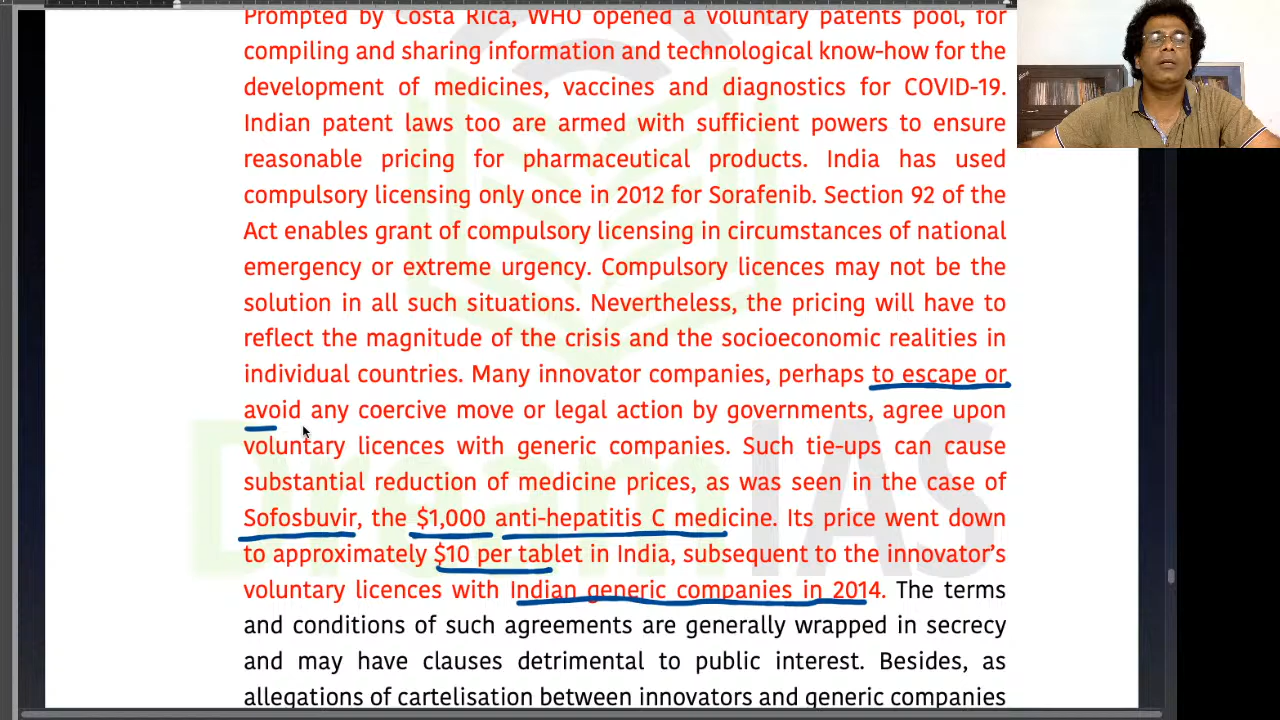 Prompted by Costa Rica, WHO opened a voluntary patents pool, for
compiling and sharing information and technological know-how for the
development of medicines, vaccines and diagnostics for COVID-19.
Indian patent laws too are armed with sufficient powers to ensure
reasonable pricing for pharmaceutical products. India has used
compulsory licensing only once in 2012 for Sorafenib. Section 92 of the
Act enables grant of compulsory licensing in circumstances of national
emergency or extreme urgency. Compulsory licences may not be the
solution in all such situations. Nevertheless, the pricing will have to
reflect the magnitude of the crisis and the socioeconomic realities in
individual countries. Many innovator companies, perhaps to escape or
avoid any coercive move or legal action by governments, agree upon
voluntary licences with generic companies. Such tie-ups can cause
substantial reduction of medicine prices, as was seen in the case of
Sofosbuvir, the $1,000 anti-hepatitis C medicine. Its price went down
to approximately $10 per tablet in India, subsequent to the innovator's
voluntary licences with Indian generic companies in 2014. The terms
and conditions of such agreements are generally wrapped in secrecy
and may have clauses detrimental to public interest. Besides, as
allegations of cartelisation between innovators and generic companies
DreamIAS